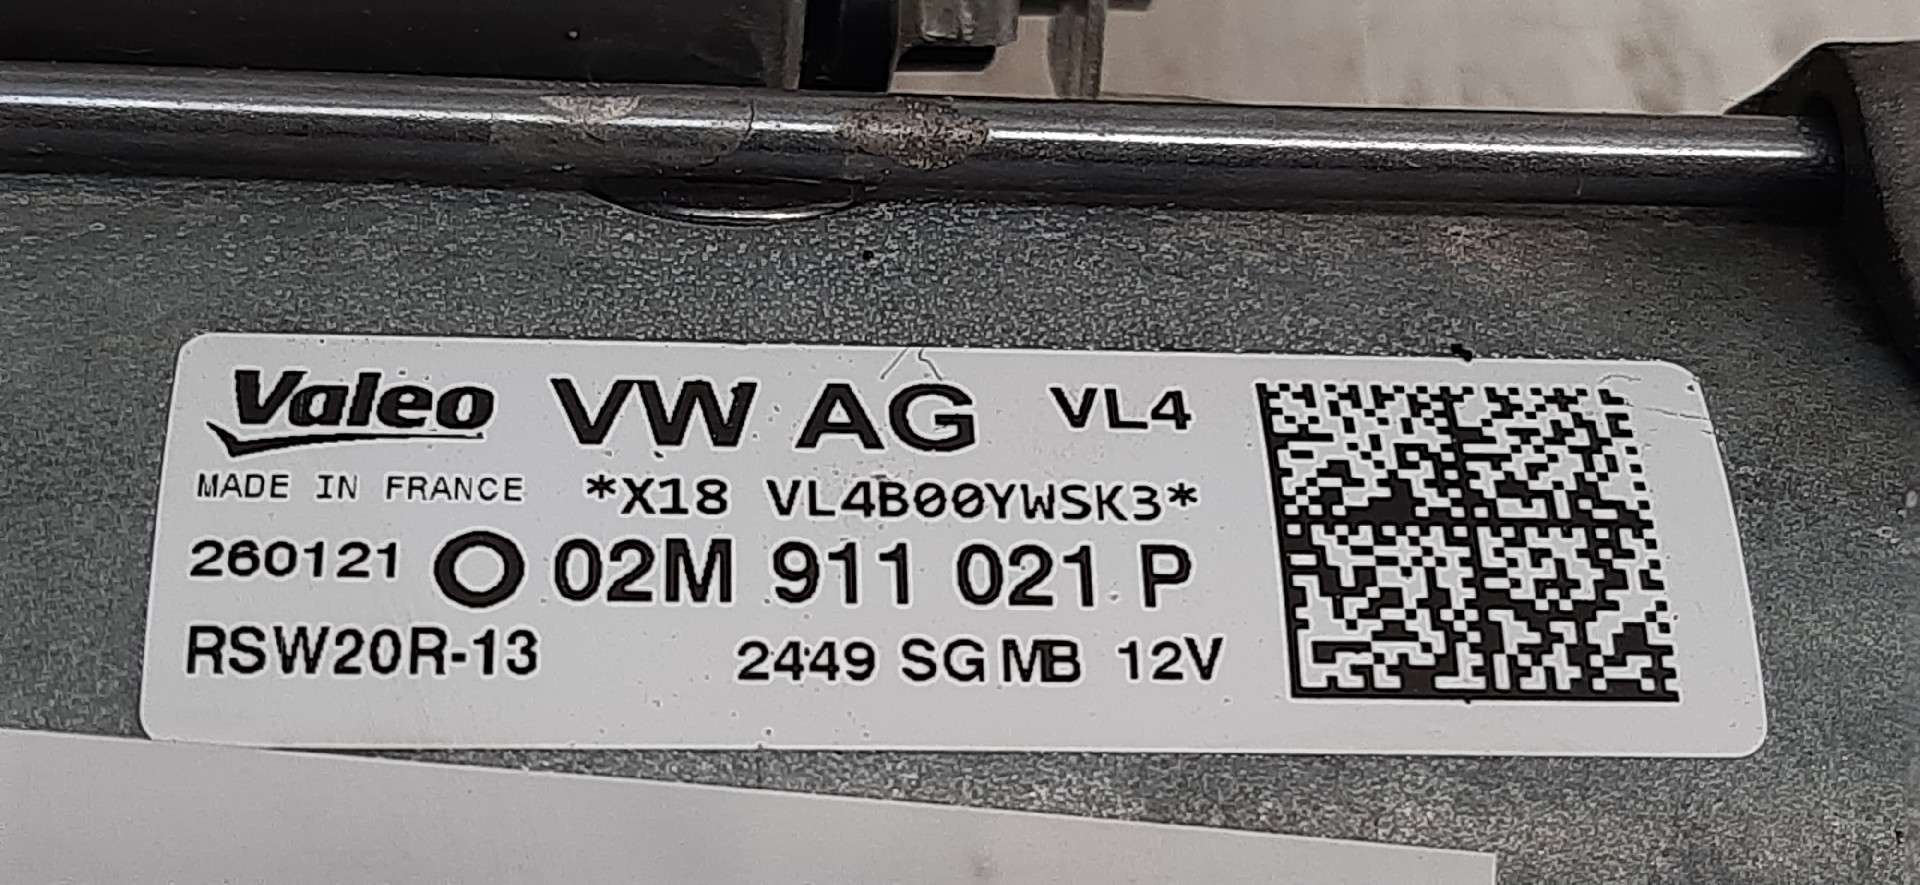 Valeo VW AG VL4
MADE IN FRANCE *X18 VL4B00YWSK3*
260121 O 02M 911 021 P
RSW20R-13 2449 SG MB 12V